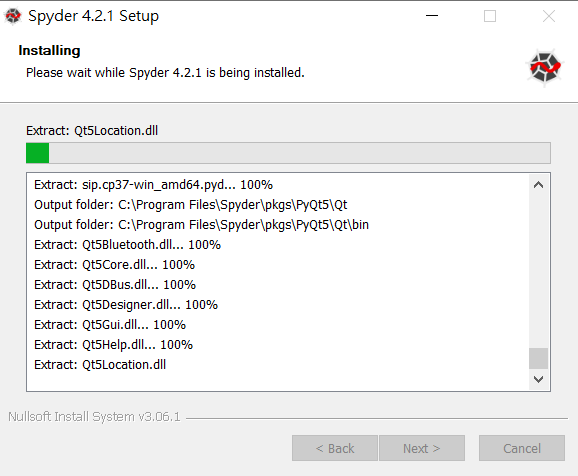 Spyder 4.2.1 Setup
Installing
Please wait while Spyder 4.2.1 is being installed.
Extract: Qt5Location.dll
Extract: sip.cp37-win_amd64.pyd... 100%
Output folder: C:\Program Files\Spyder\pkgs\PyQt5\Qt
Output folder: C:\Program Files\Spyder\pkgs\PyQt5\Qt\bin
Extract: Qt5Bluetooth.dll... 100%
Extract: Qt5Core.dll... 100%
Extract: Qt5DBus.dll... 100%
Extract: Qt5Designer.dll... 100%
Extract: Qt5Gui.dll... 100%
Extract: Qt5Help.dll... 100%
Extract: Qt5Location.dll
Nullsoft Install System v3.06.1
< Back Next > Cancel